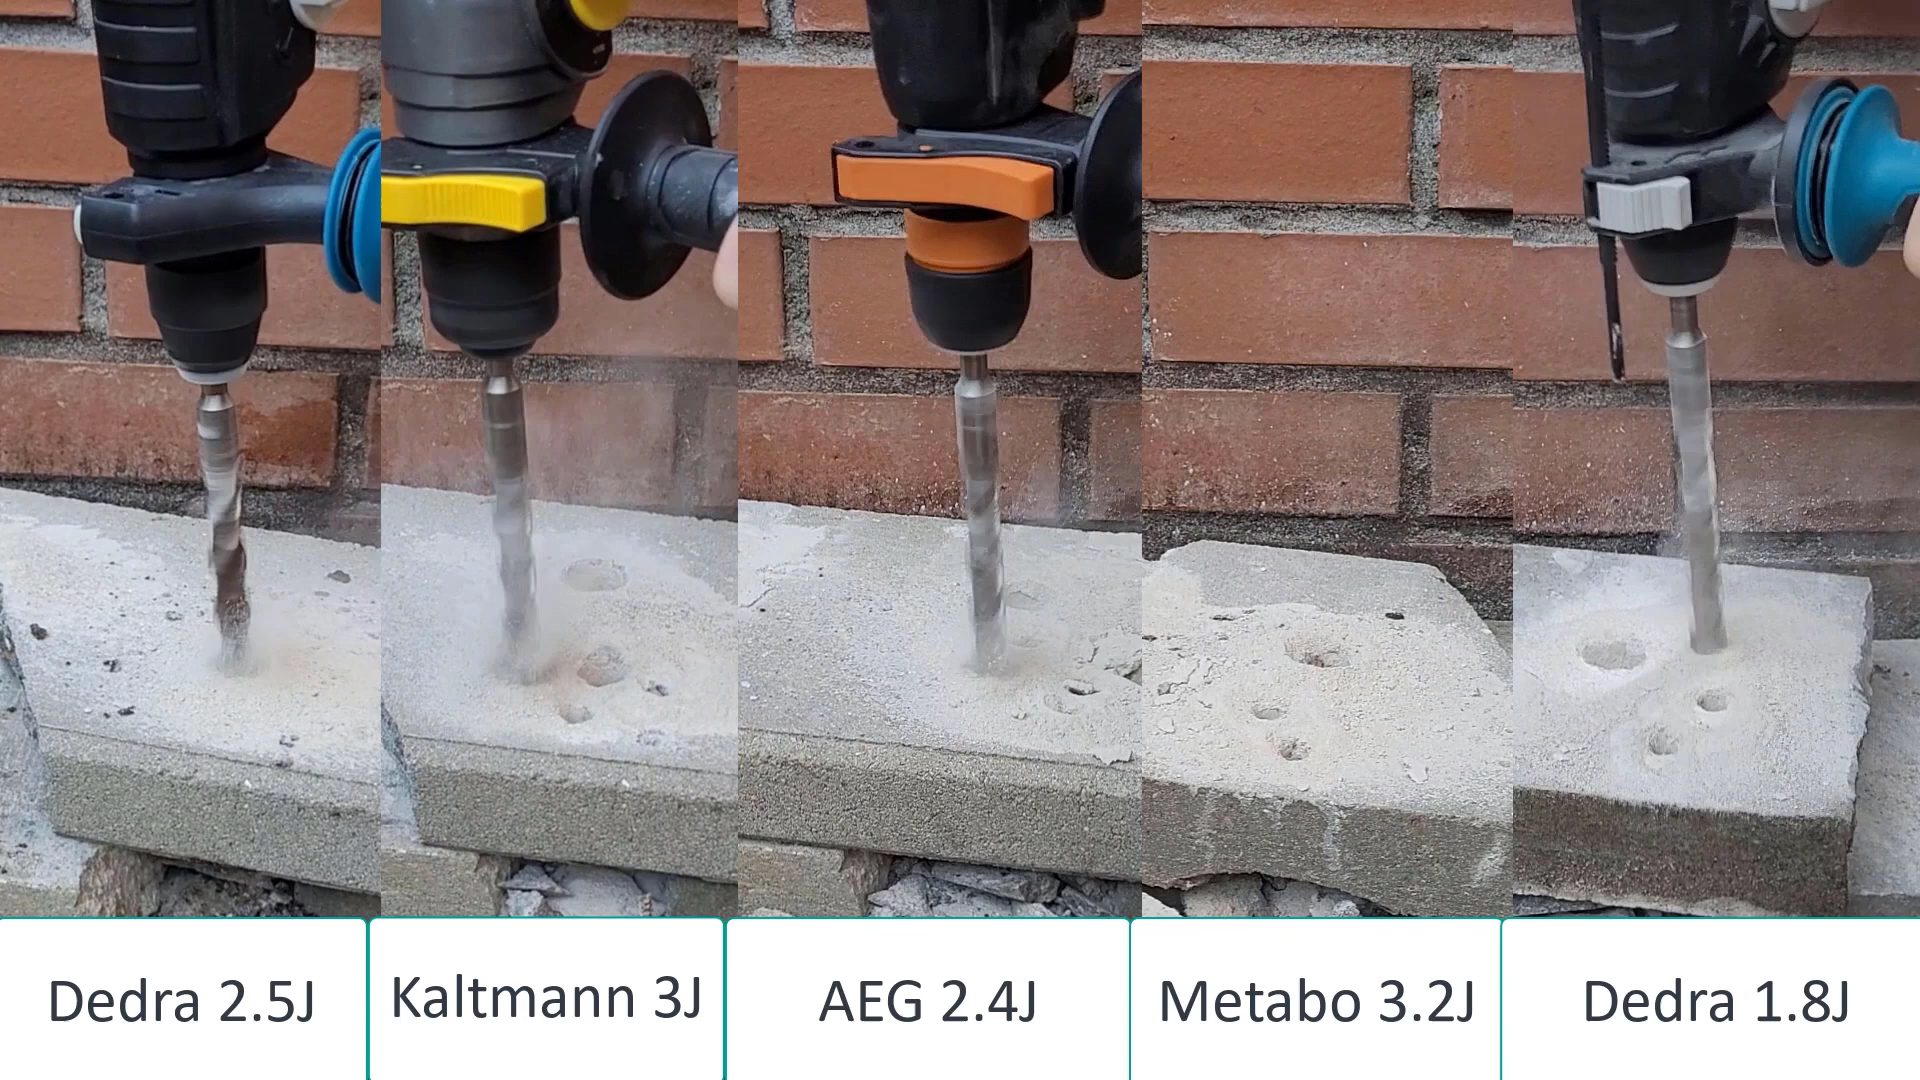 Dedra 2.5J
Kaltmann 3J
AEG 2.4J
Metabo 3.2J
Dedra 1.8J